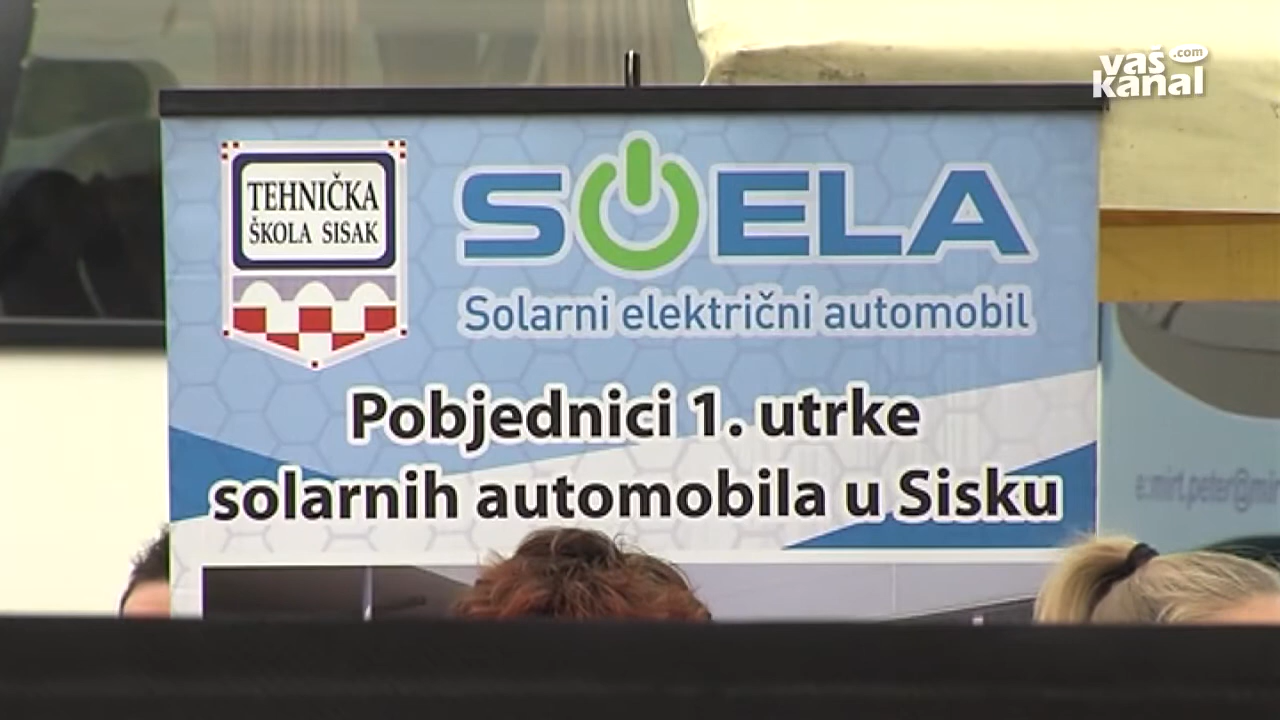 vaš .com
kanal
TEHNIČKA
ŠKOLA SISAK
SOELA
Solarni električni automobil
Pobjednici 1. utrke
solarnih automobila u Sisku